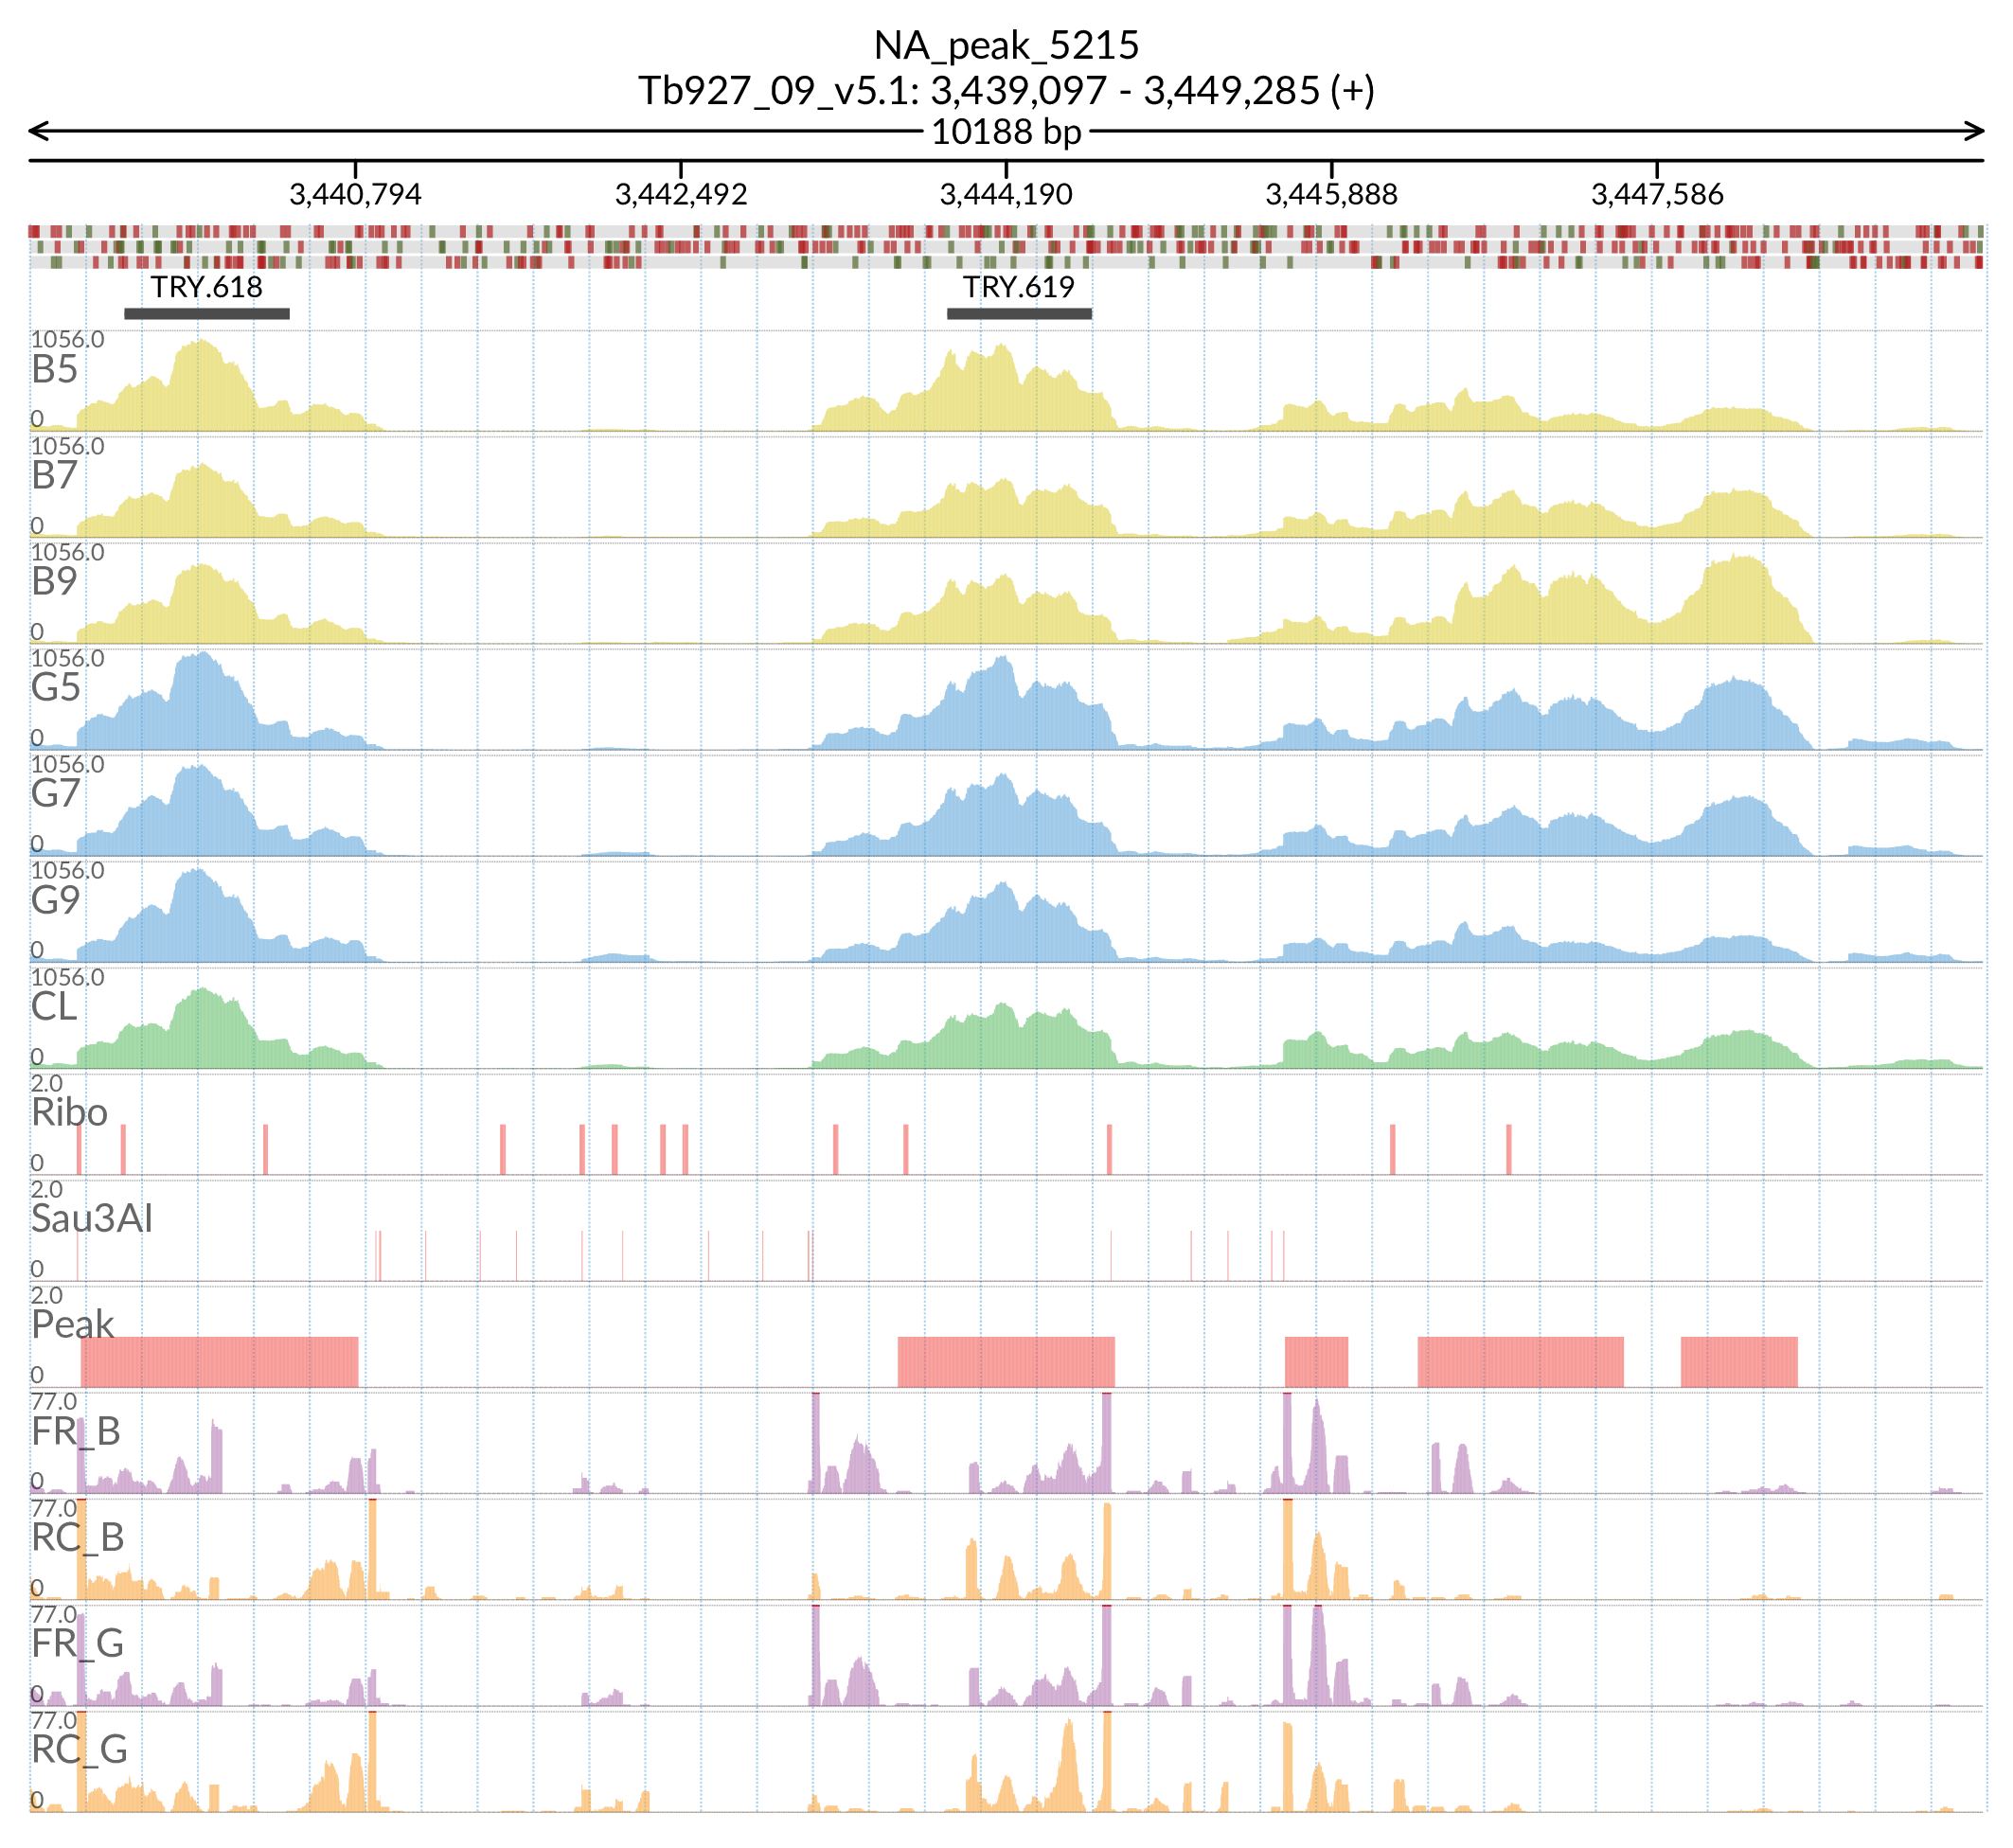 NA_peak_5215
Tb927_09_v5.1: 3,439,097 - 3,449,285 (+)
10188 bp
3,440,794 3,442,492 3,444,190 3,445,888 3,447,586
TRY.618 TRY.619
1056.0
B5
0
1056.0
B7
0
1056.0
B9
0
1056.0
G5
0
1056.0
G7
0
1056.0
G9
0
1056.0
CL
0
2.0
Ribo
0
2.0
Sau3AI
0
2.0
Peak
0
77.0
FR_B
0
77.0
RC_B
0
77.0
FR_G
0
77.0
RC_G
0